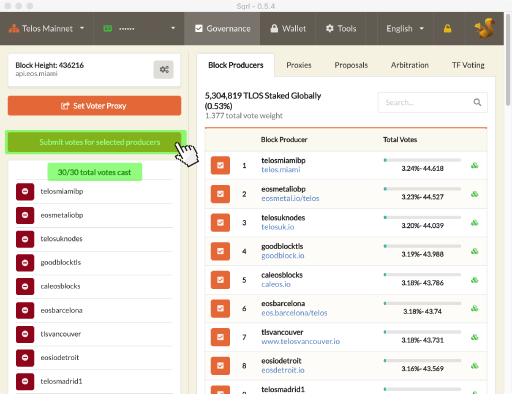 Sqrl - 0.5.4
Telos Mainnet
······
Governance
Wallet
Tools
English
Block Height: 436216
api.eos.miami
Set Voter Proxy
Submit votes for selected producers
30/30 total votes cast
telosmiamibp
eosmetaliobp
telosuknodes
goodblocktls
caleosblocks
eosbarcelona
tlsvancouver
eosiodetroit
telosmadrid1
Block Producers
Proxies
Proposals
Arbitration
TF Voting
5,304,819 TLOS Staked Globally
(0.53%)
1.377 total vote weight
Search...
Block Producer Total Votes
1 telosmiamibp
telos.miami
3.24%- 44.618
2 eosmetaliobp
eosmetal.io/telos
3.23%- 44.527
3 telosuknodes
telosuk.io
3.20%- 44.039
4 goodblocktls
goodblock.io
3.19%- 43.988
5 caleosblocks
caleos.io
3.18%- 43.786
6 eosbarcelona
eos.barcelona/telos
3.18%- 43.74
7 tlsvancouver
www.telosvancouver.io
3.18%- 43.731
8 eosiodetroit
eosdetroit.io
3.16%- 43.569
telosmadrid1